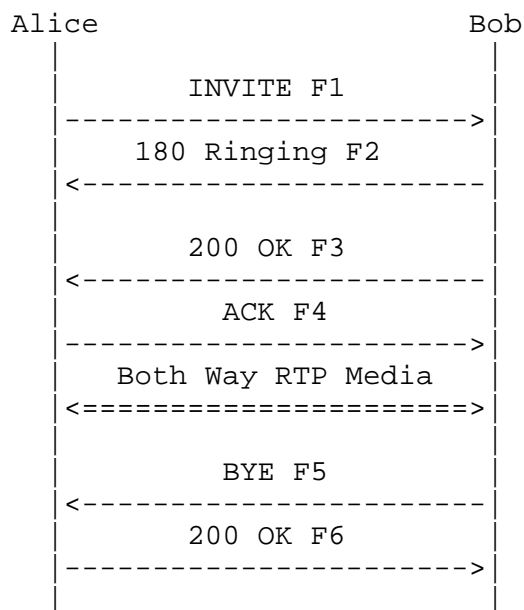 Alice Bob
INVITE F1
180 Ringing F2
200 OK F3
ACK F4
Both Way RTP Media
BYE F5
200 OK F6